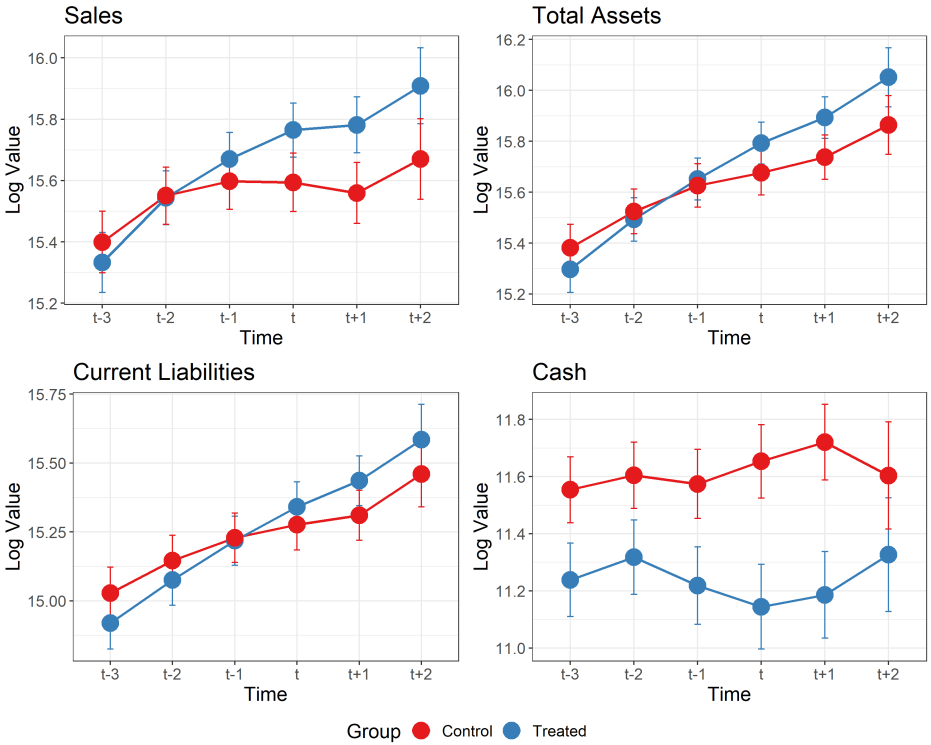 Sales
Log Value
16.0
15.8
15.6
15.4
15.2
t-3 t-2 t-1 t t+1 t+2
Time
Total Assets
Log Value
16.2
16.0
15.8
15.6
15.4
15.2
t-3 t-2 t-1 t t+1 t+2
Time
Current Liabilities
Log Value
15.75
15.50
15.25
15.00
t-3 t-2 t-1 t t+1 t+2
Time
Cash
Log Value
11.8
11.6
11.4
11.2
11.0
t-3 t-2 t-1 t t+1 t+2
Time
Group Control Treated